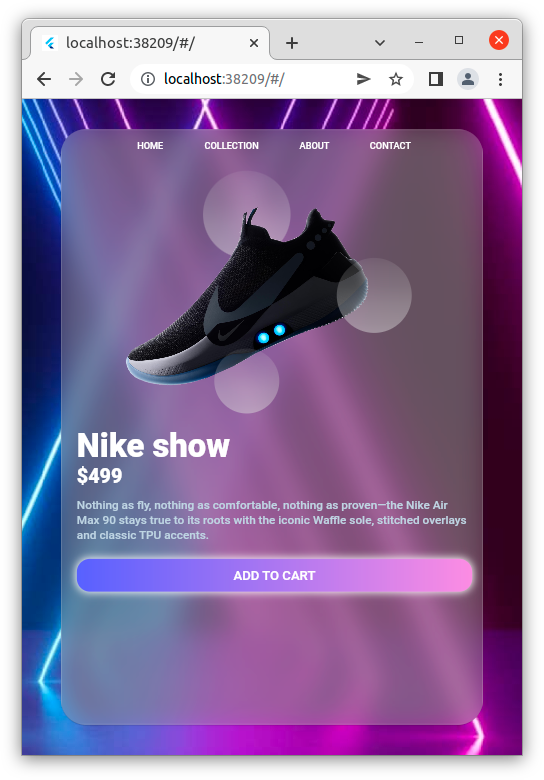 localhost:38209/#/
localhost:38209/#/
HOME COLLECTION ABOUT CONTACT
Nike show
$499
Nothing as fly, nothing as comfortable, nothing as proven—the Nike Air
Max 90 stays true to its roots with the iconic Waffle sole, stitched overlays
and classic TPU accents.
ADD TO CART